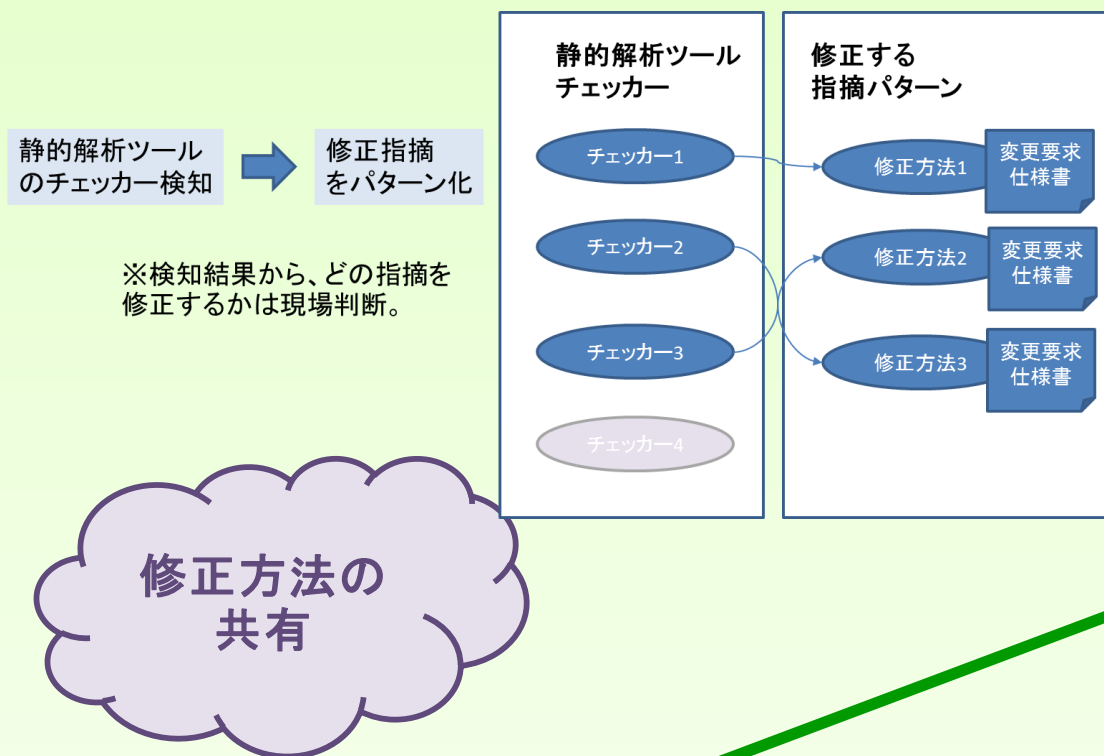 静的解析ツール
のチェッカー検知
修正指摘
をパターン化
※検知結果から、どの指摘を
修正するかは現場判断。
静的解析ツール
チェッカー
チェッカー1
チェッカー2
チェッカー3
チェッカー4
修正する
指摘パターン
修正方法1
変更要求
仕様書
修正方法2
変更要求
仕様書
修正方法3
変更要求
仕様書
修正方法の
共有